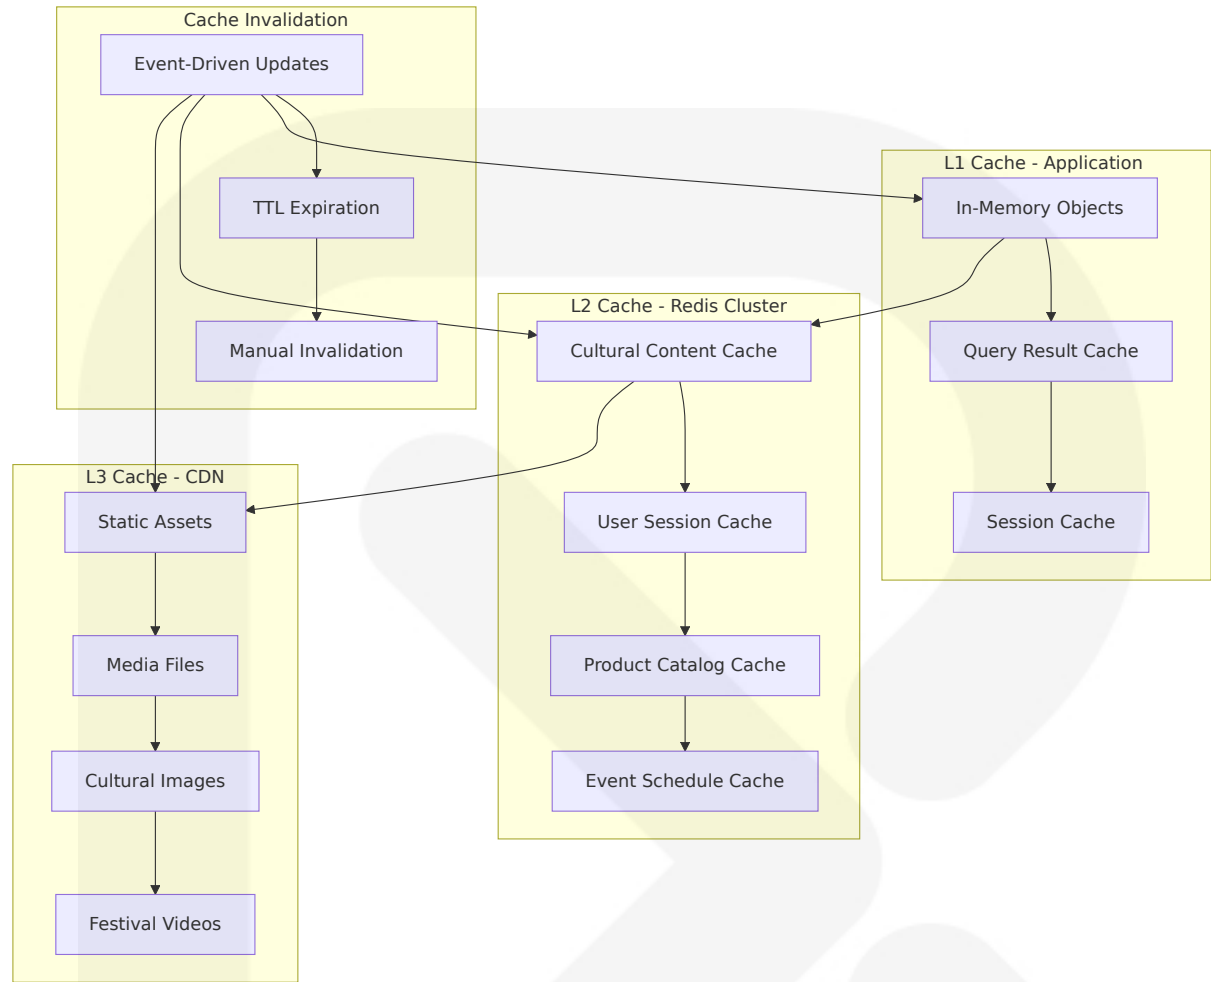 Cache Invalidation
Event-Driven Updates
TTL Expiration
Manual Invalidation
L1 Cache - Application
In-Memory Objects
Query Result Cache
Session Cache
L2 Cache - Redis Cluster
Cultural Content Cache
User Session Cache
Product Catalog Cache
Event Schedule Cache
L3 Cache - CDN
Static Assets
Media Files
Cultural Images
Festival Videos